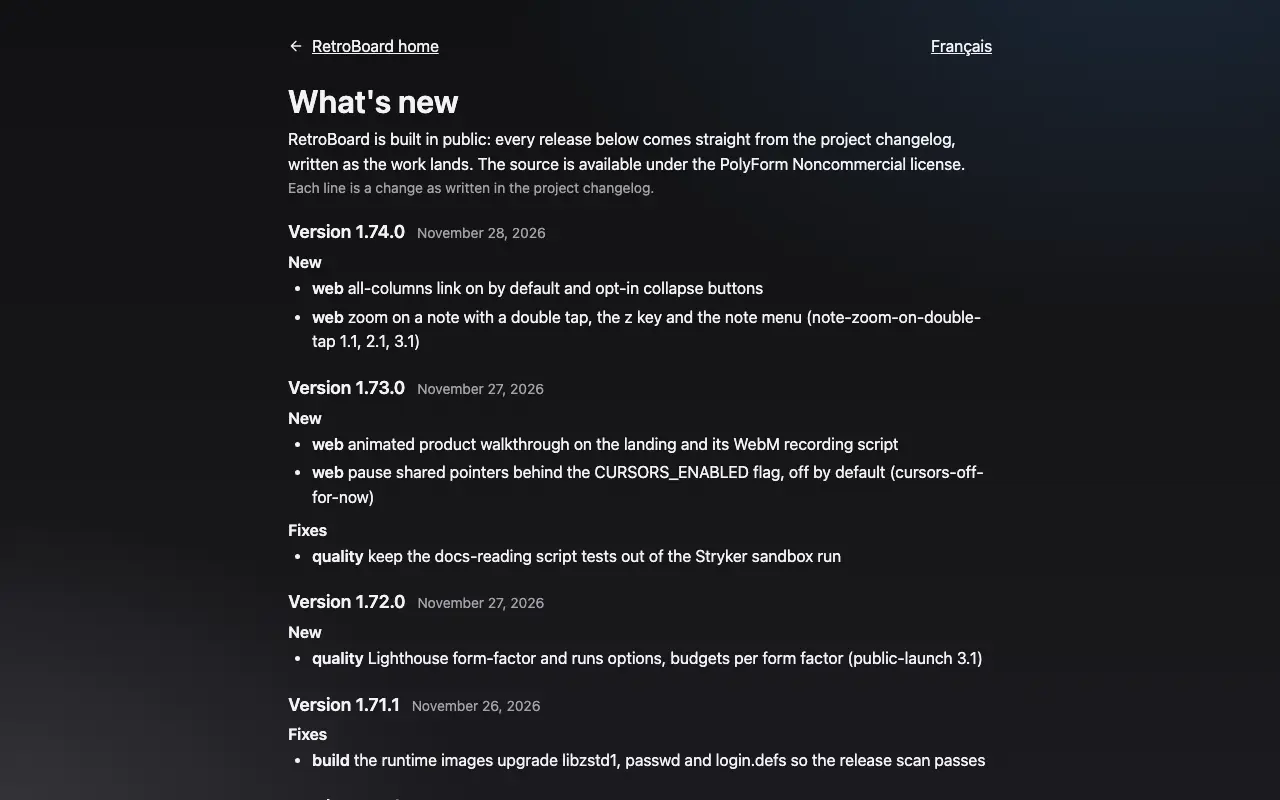 ← RetroBoard home
Français
What's new
RetroBoard is built in public: every release below comes straight from the project changelog,
written as the work lands. The source is available under the PolyForm Noncommercial license.
Each line is a change as written in the project changelog.
Version 1.74.0 November 28, 2026
New
• web all-columns link on by default and opt-in collapse buttons
• web zoom on a note with a double tap, the z key and the note menu (note-zoom-on-double-
tap 1.1, 2.1, 3.1)
Version 1.73.0 November 27, 2026
New
• web animated product walkthrough on the landing and its WebM recording script
• web pause shared pointers behind the CURSORS_ENABLED flag, off by default (cursors-off-
for-now)
Fixes
• quality keep the docs-reading script tests out of the Stryker sandbox run
Version 1.72.0 November 27, 2026
New
• quality Lighthouse form-factor and runs options, budgets per form factor (public-launch 3.1)
Version 1.71.1 November 26, 2026
Fixes
• build the runtime images upgrade libzstd1, passwd and login.defs so the release scan passes